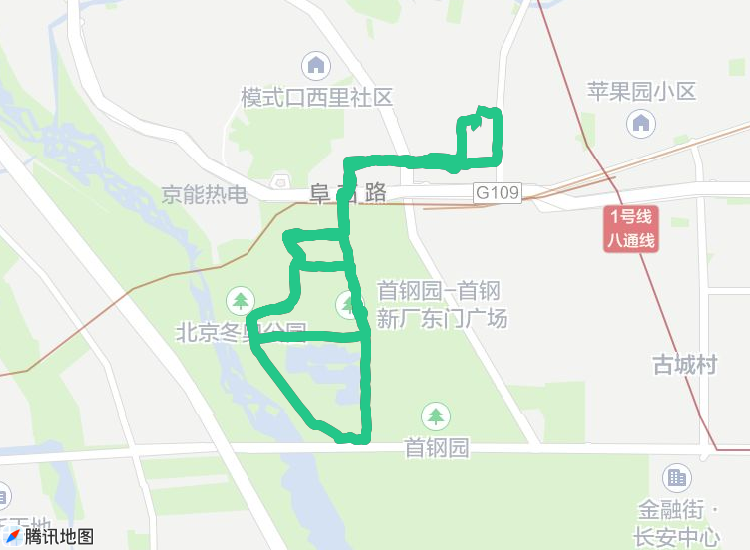 苹果园小区
模式口西里社区
京能热电
阜石路
G109
1号线
八通线
首钢园-首钢
新厂东门广场
北京冬奥公园
古城村
首钢园
金融街·
长安中心
腾讯地图